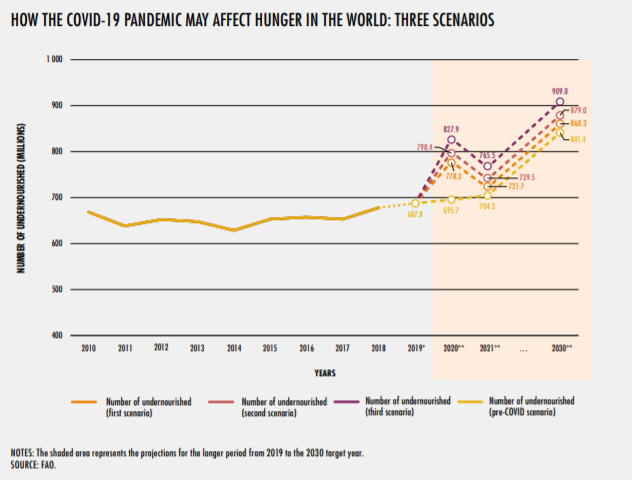 HOW THE COVID-19 PANDEMIC MAY AFFECT HUNGER IN THE WORLD: THREE SCENARIOS
NUMBER OF UNDERNOURISHED (MILLIONS)
1 000
900
800
700
600
500
400
909.0
879.0
860.3
841.4
827.9
798.4
778.3
765.5
739.5
721.7
704.3
695.7
687.8
2010 2011 2012 2013 2014 2015 2016 2017 2018 2019* 2020** 2021** ... 2030**
YEARS
Number of undernourished
(first scenario)
Number of undernourished
(second scenario)
Number of undernourished
(third scenario)
Number of undernourished
(pre-COVID scenario)
NOTES: The shaded area represents the projections for the longer period from 2019 to the 2030 target year.
SOURCE: FAO.